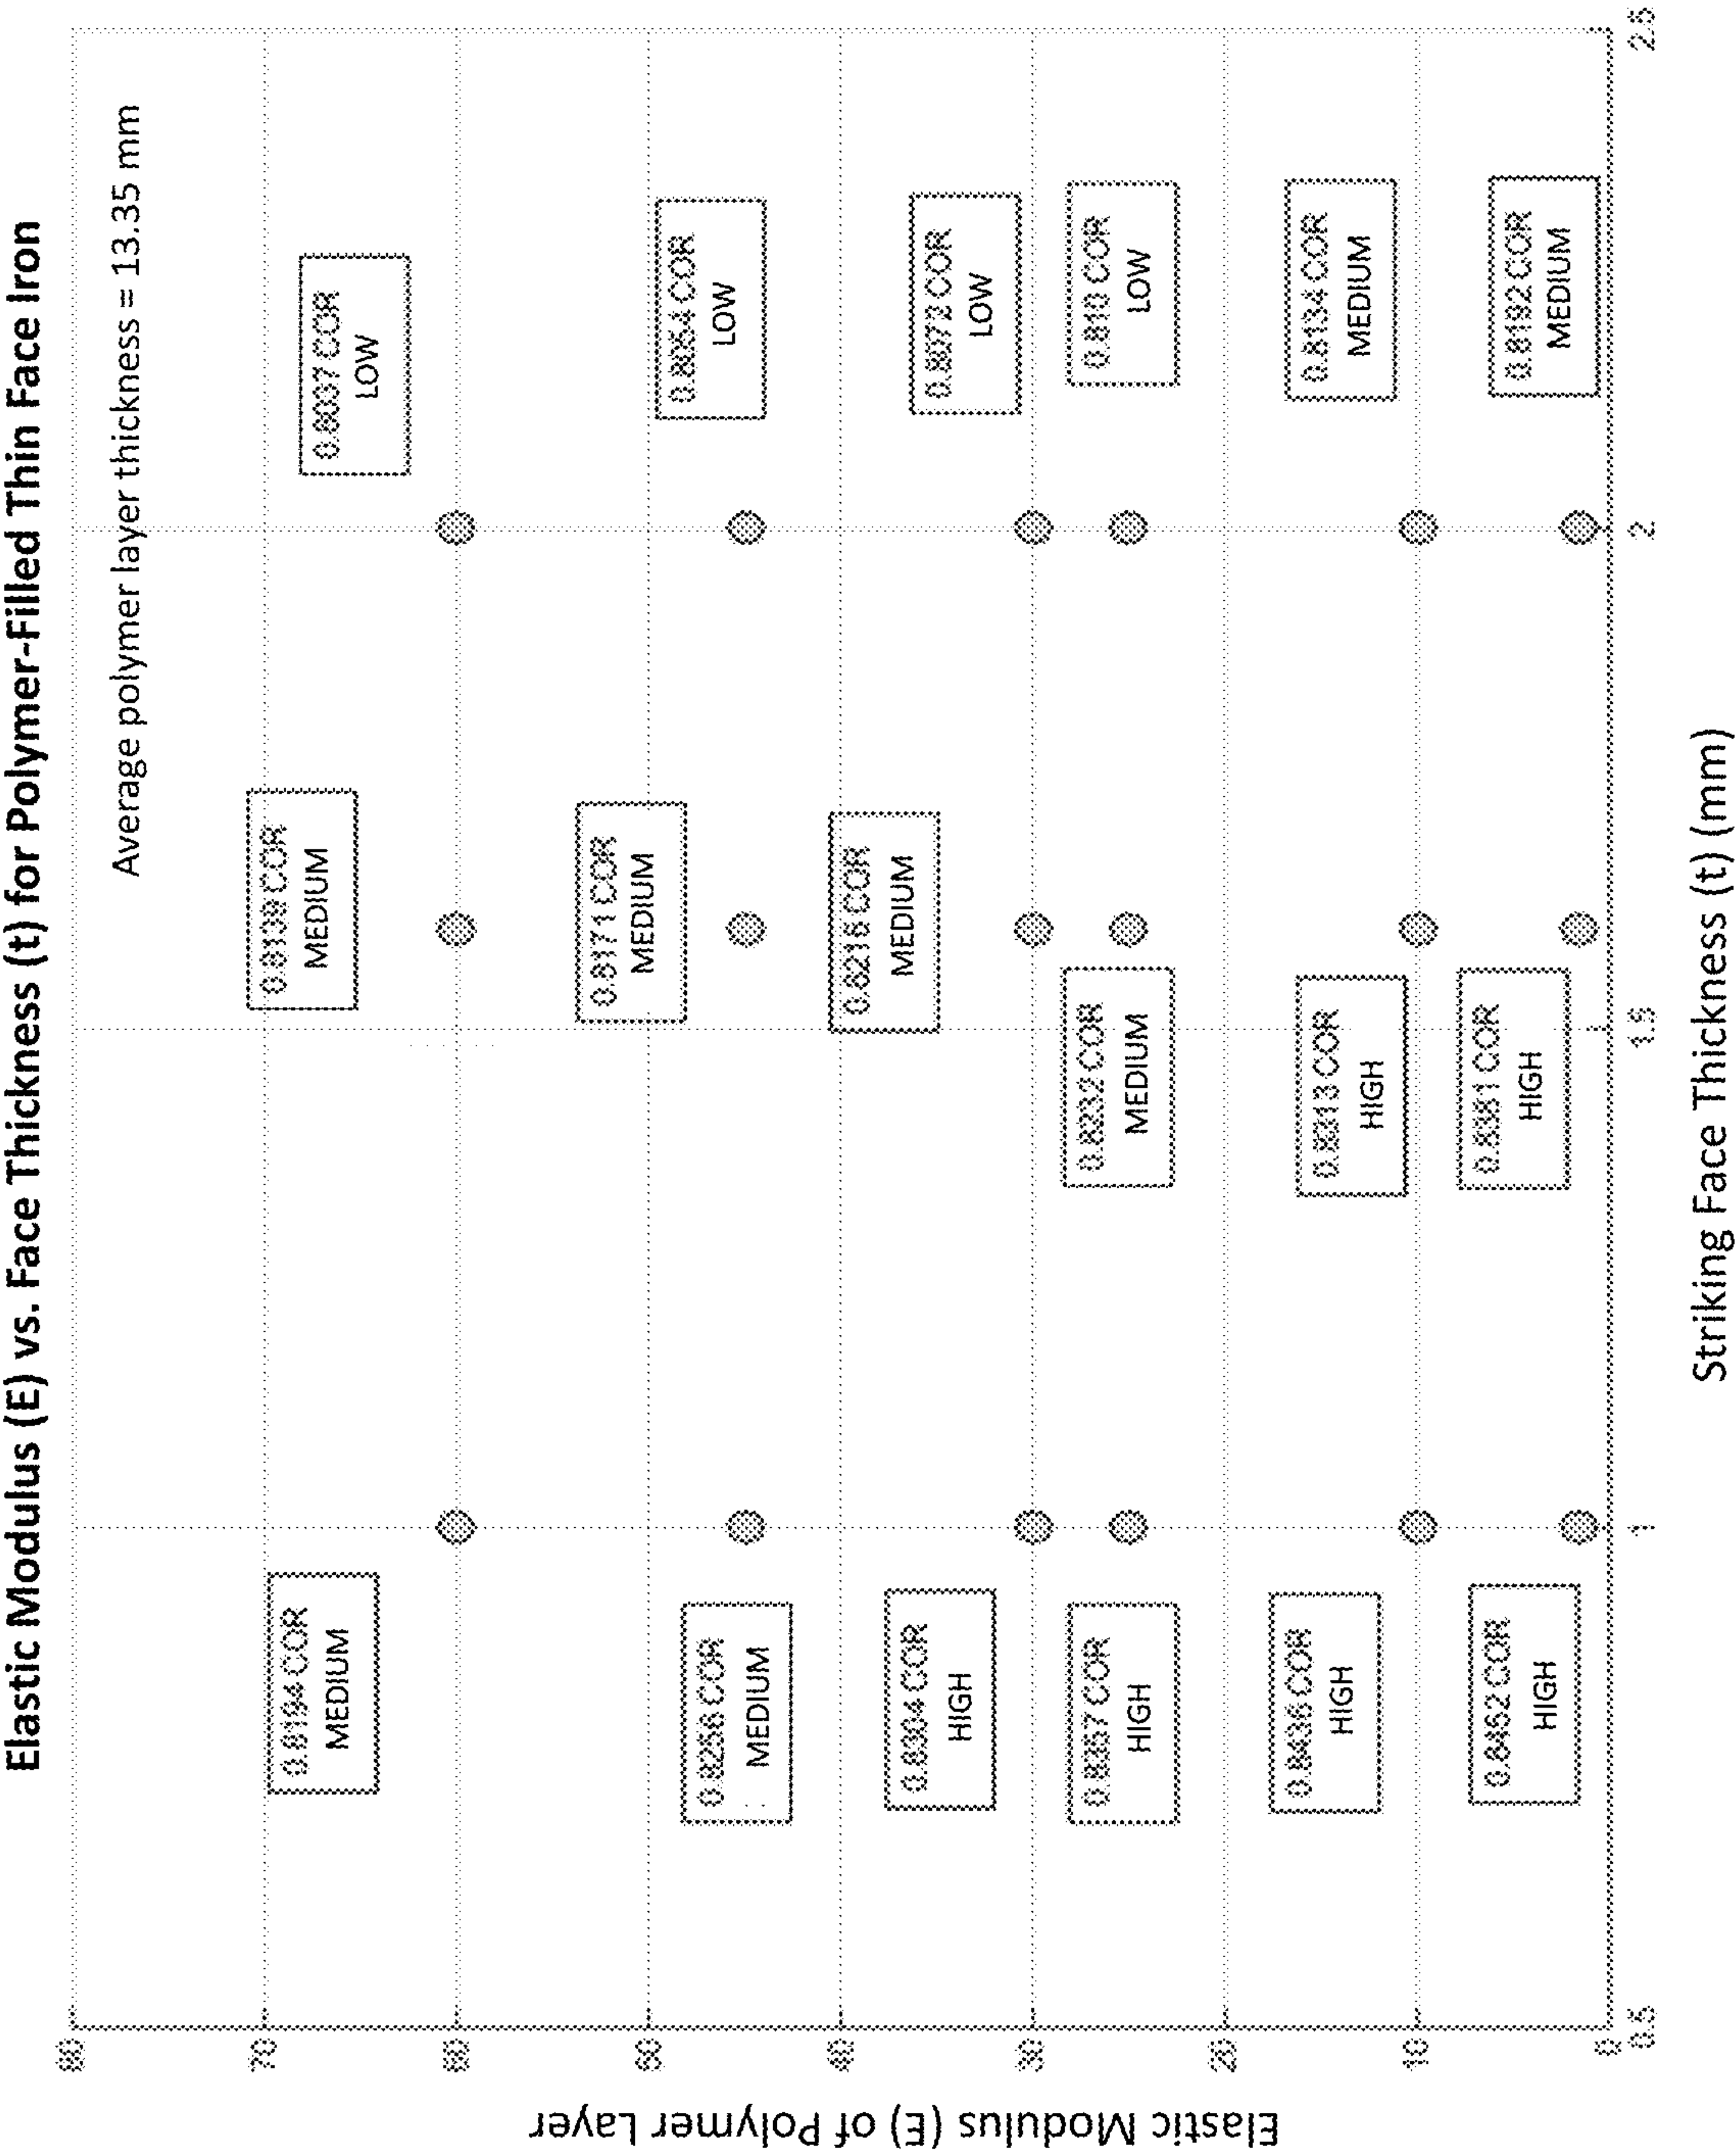 Elastic Modulus (E) vs. Face Thickness (t) for Polymer-Filled Thin Face Iron
Average polymer layer thickness = 13.35 mm
Elastic Modulus (E) of Polymer Layer
80
70
60
50
40
30
20
10
0
0.8194 COR
MEDIUM
0.8256 COR
MEDIUM
0.8304 COR
HIGH
0.8357 COR
HIGH
0.8436 COR
HIGH
0.8452 COR
HIGH
0.8139 COR
MEDIUM
0.8171 COR
MEDIUM
0.8216 COR
MEDIUM
0.8232 COR
MEDIUM
0.8313 COR
HIGH
0.8381 COR
HIGH
0.8037 COR
LOW
0.8054 COR
LOW
0.8072 COR
LOW
0.810 COR
LOW
0.8134 COR
MEDIUM
0.8192 COR
MEDIUM
0.5
1
1.5
2
2.5
Striking Face Thickness (t) (mm)